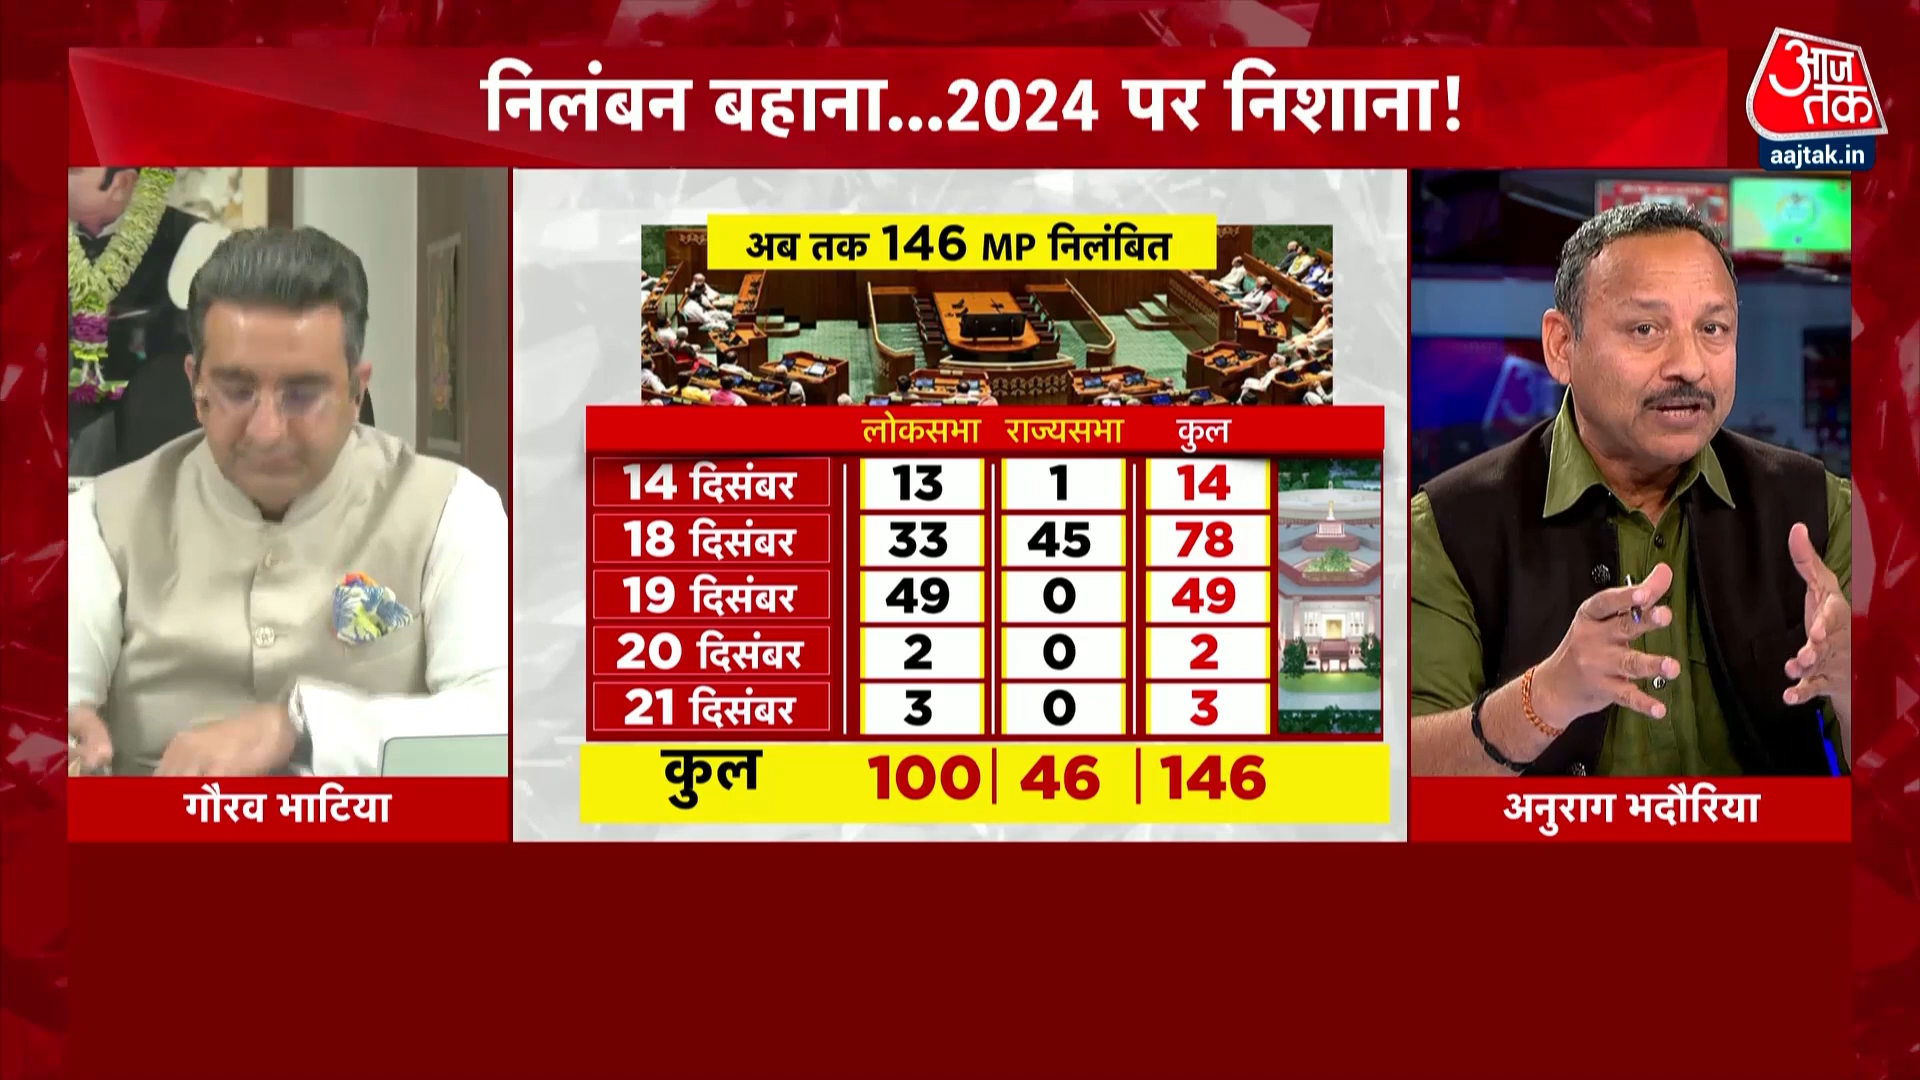 निलंबन बहाना...2024 पर निशाना!
आज
तक
aajtak.in
अब तक 146 MP निलंबित
लोकसभा राज्यसभा कुल
14 दिसंबर 13 1 14
18 दिसंबर 33 45 78
19 दिसंबर 49 0 49
20 दिसंबर 2 0 2
21 दिसंबर 3 0 3
कुल 100 46 146
गौरव भाटिया
अनुराग भदौरिया